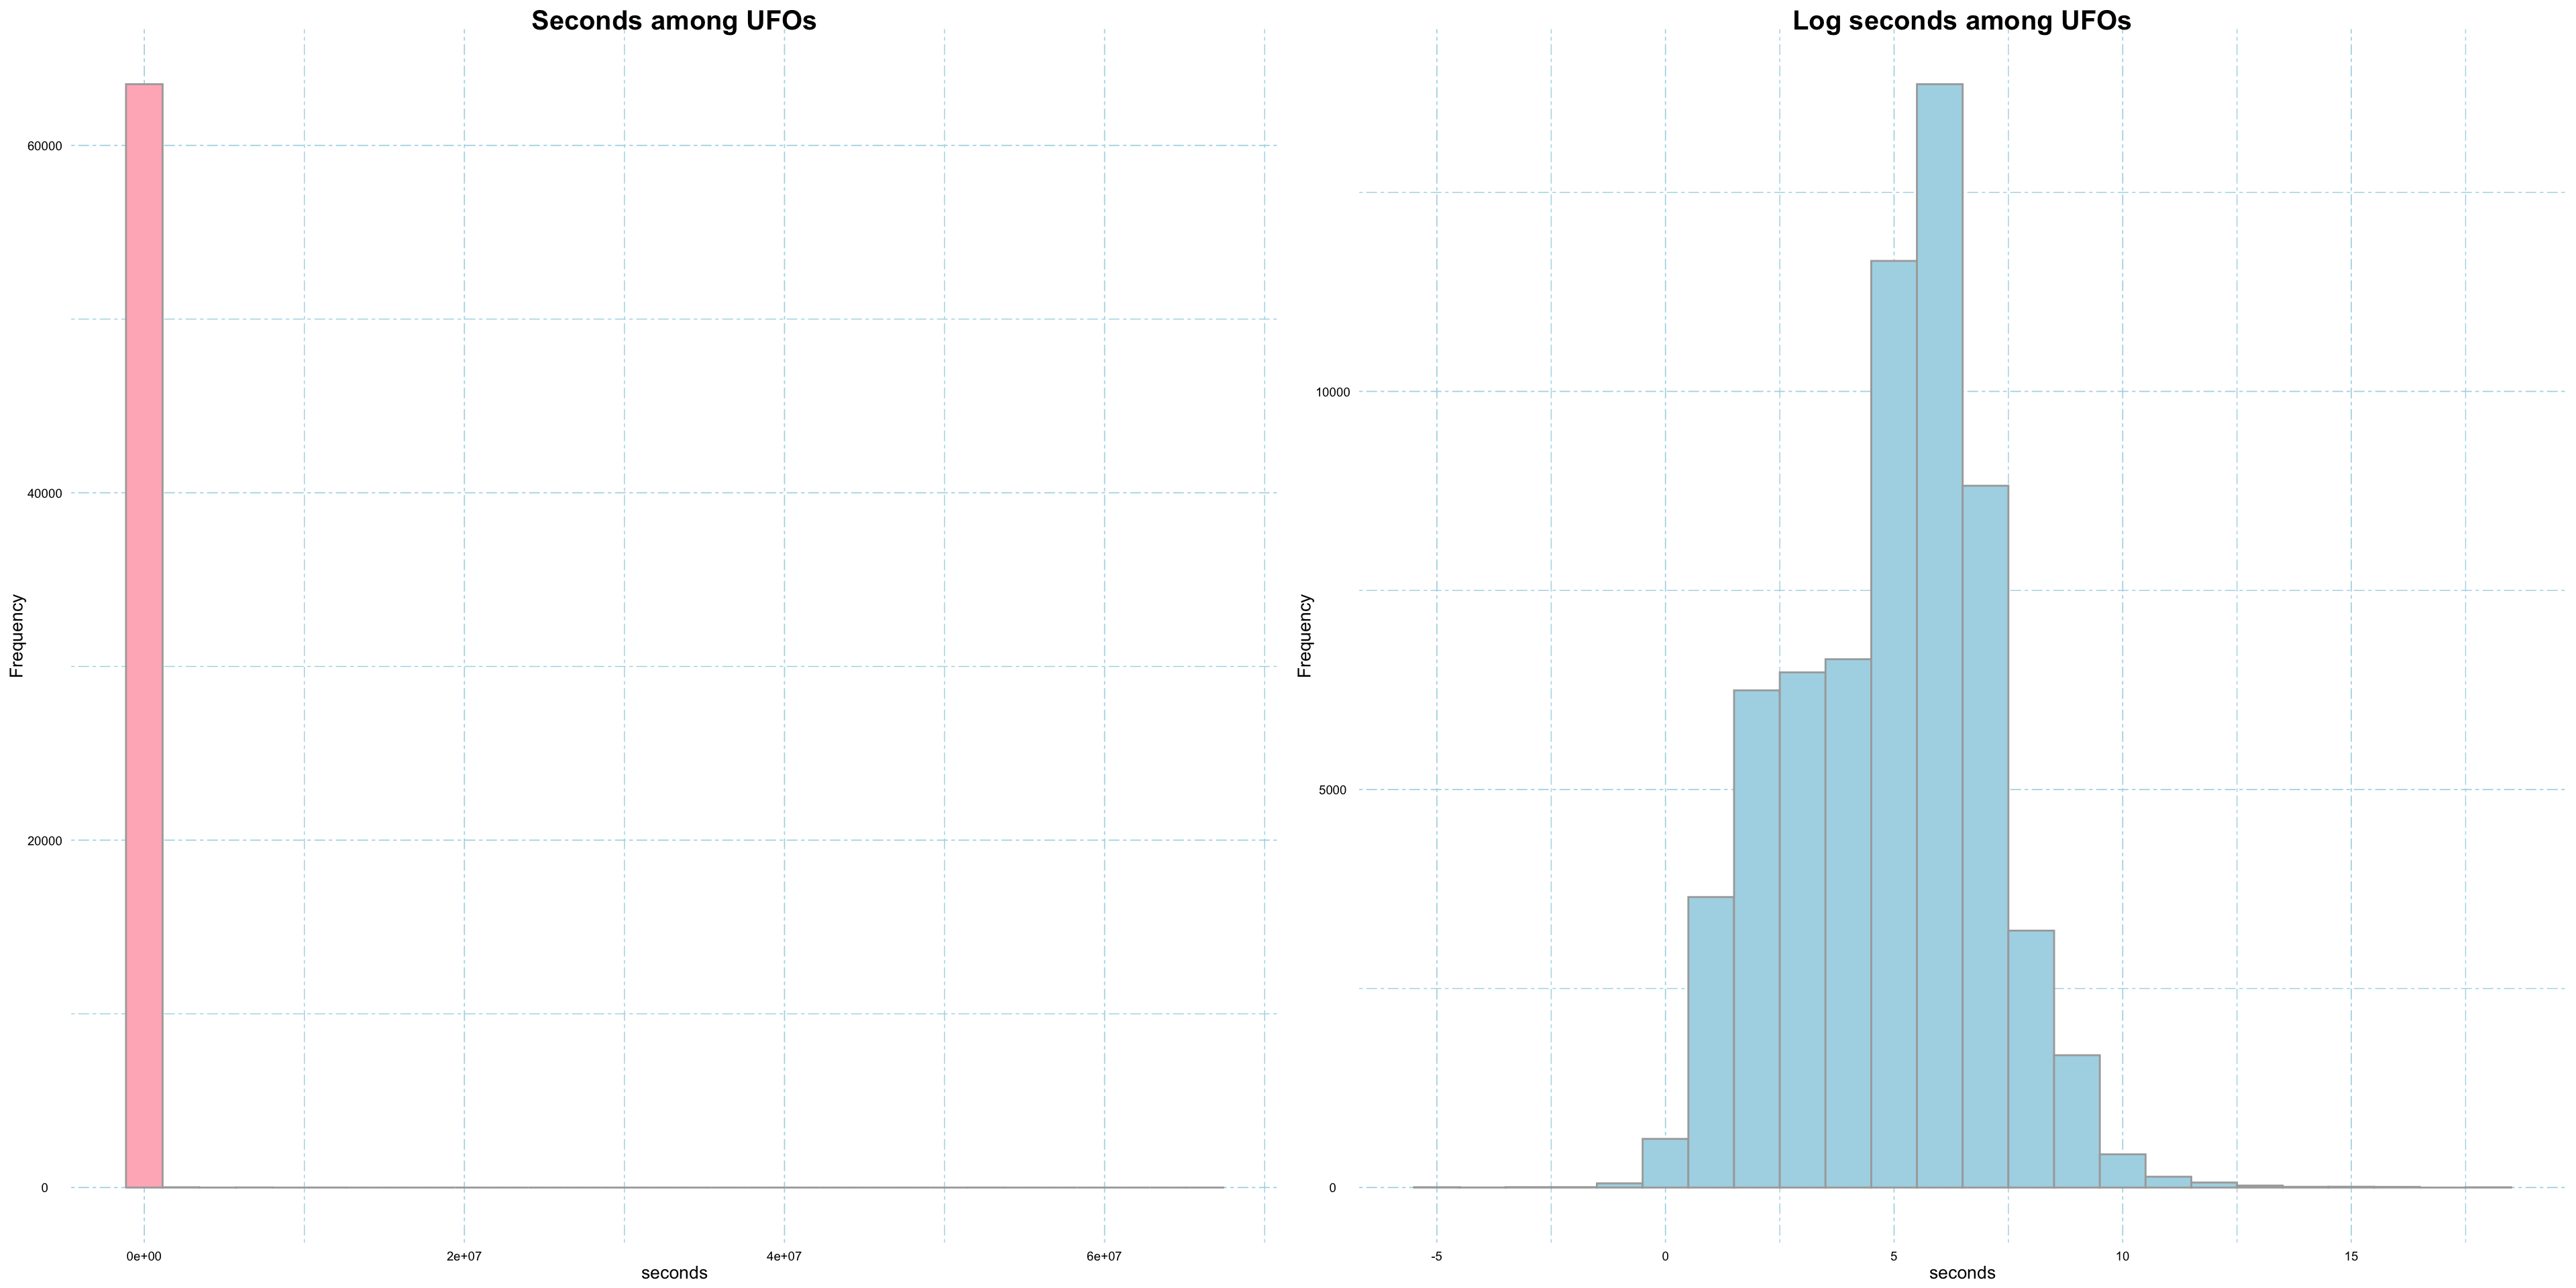 Seconds among UFOs
60000
40000
20000
0
Frequency
0e+00 2e+07 4e+07 6e+07
seconds
Log seconds among UFOs
10000
5000
0
Frequency
-5 0 5 10 15
seconds